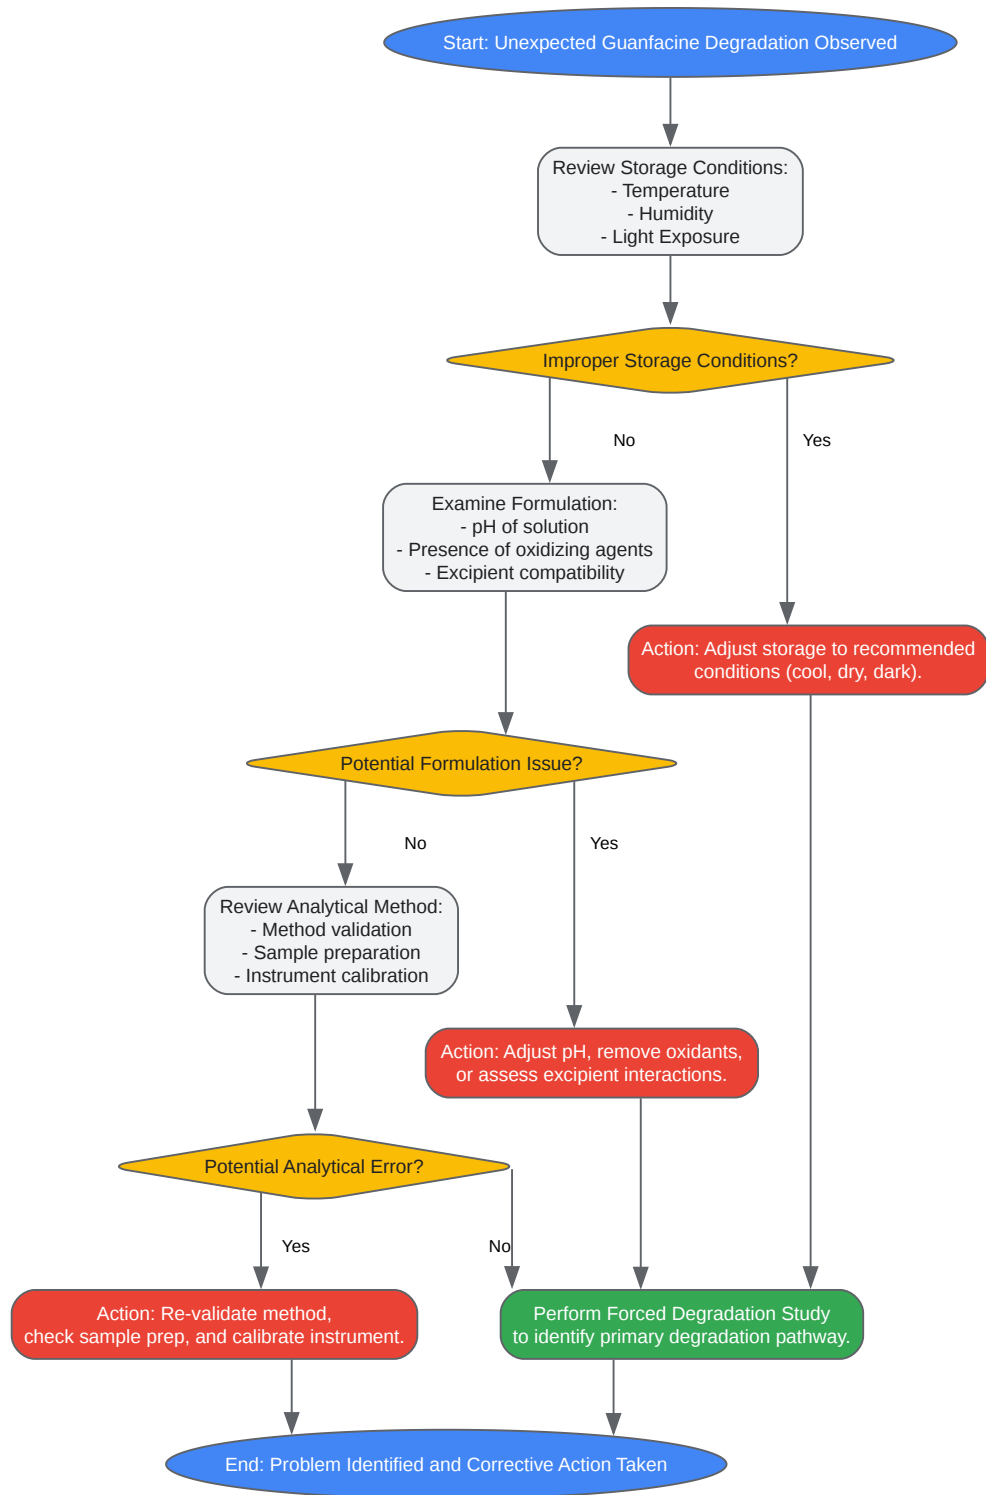 Start: Unexpected Guanfacine Degradation Observed
Review Storage Conditions:
- Temperature
- Humidity
- Light Exposure
Improper Storage Conditions?
No
Yes
Examine Formulation:
- pH of solution
- Presence of oxidizing agents
- Excipient compatibility
Action: Adjust storage to recommended
conditions (cool, dry, dark).
Potential Formulation Issue?
No
Yes
Review Analytical Method:
- Method validation
- Sample preparation
- Instrument calibration
Action: Adjust pH, remove oxidants,
or assess excipient interactions.
Potential Analytical Error?
Yes
No
Action: Re-validate method,
check sample prep, and calibrate instrument.
Perform Forced Degradation Study
to identify primary degradation pathway.
End: Problem Identified and Corrective Action Taken